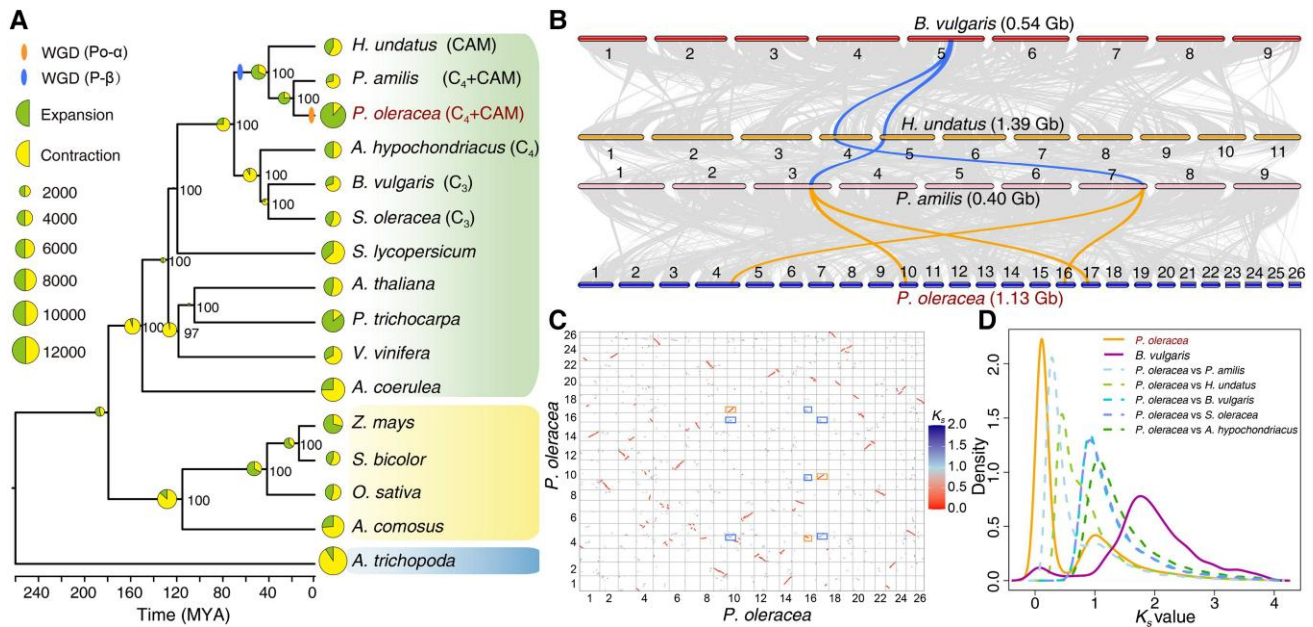 A
WGD (Po-α)
WGD (P-β)
Expansion
Contraction
2000
4000
6000
8000
10000
12000
H. undatus (CAM)
100
P. amilis (C4+CAM)
100
P. oleracea (C4+CAM)
100
A. hypochondriacus (C4)
100
B. vulgaris (C3)
100
S. oleracea (C3)
100
S. lycopersicum
100
A. thaliana
100
P. trichocarpa
100
97
V. vinifera
A. coerulea
Z. mays
100
S. bicolor
100
O. sativa
100
A. comosus
A. trichopoda
240 200 160 120 80 40 0
Time (MYA)
B
B. vulgaris (0.54 Gb)
1 2 3 4 5 6 7 8 9
H. undatus (1.39 Gb)
1 2 3 4 5 6 7 8 9 10 11
1 2 3 4 5 6 7 8 9
P. amilis (0.40 Gb)
1 2 3 4 5 6 7 8 9 10 11 12 13 14 15 16 17 18 19 20 21 22 23 24 25 26
P. oleracea (1.13 Gb)
C
26
24
22
20
18
16
14
12
10
8
6
4
2
1
P. oleracea
1 2 4 6 8 10 12 14 16 18 20 22 24 26
P. oleracea
Ks
2.0
1.5
1.0
0.5
0.0
D
P. oleracea
B. vulgaris
P. oleracea vs P. amilis
P. oleracea vs H. undatus
P. oleracea vs B. vulgaris
P. oleracea vs S. oleracea
P. oleracea vs A. hypochondriacus
Density
2.0
1.5
1.0
0.5
0.0
0 1 2 3 4
Ks value